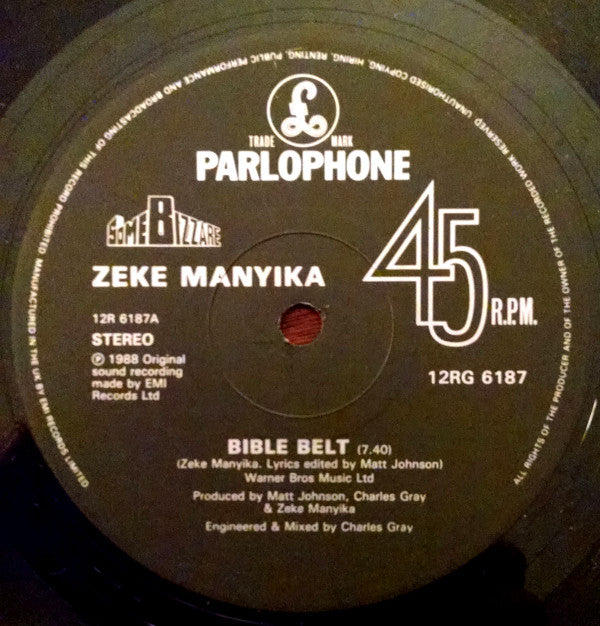 UNAUTHORISED COPYING, HIRING, RENTING, PUBLIC PERFORMANCE AND BROADCASTING OF THIS RECORD PROHIBITED MANUFACTURED IN THE UK BY EMI RECORDS LIMITED
ALL RIGHTS OF THE PRODUCER AND OF THE OWNER OF THE RECORDED WORK RESERVED
£
TRADE MARK
PARLOPHONE
SOME BIZZARE
45 R.P.M.
ZEKE MANYIKA
12R 6187A
STEREO
℗ 1988 Original
sound recording
made by EMI
Records Ltd
12RG 6187
BIBLE BELT (7.40)
(Zeke Manyika. Lyrics edited by Matt Johnson)
Warner Bros Music Ltd
Produced by Matt Johnson, Charles Gray
& Zeke Manyika
Engineered & Mixed by Charles Gray